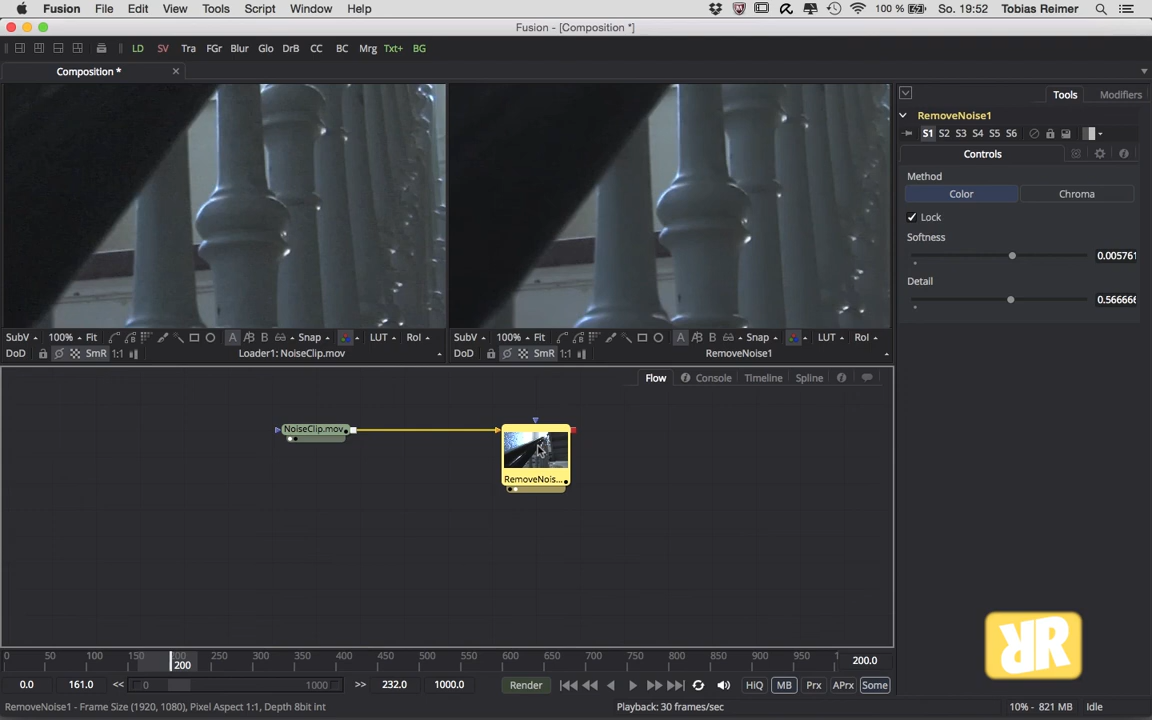 Fusion File Edit View Tools Script Window Help 100 % So. 19:52 Tobias Reimer
Fusion - [Composition *]
LD SV Tra FGr Blur Glo DrB CC BC Mrg Txt+ BG
Composition *
Tools Modifiers
RemoveNoise1
S1 S2 S3 S4 S5 S6
Controls
Method
Color Chroma
Lock
Softness
0.005761
Detail
0.566666
SubV 100% Fit A A B Snap LUT RoI
DoD SmR 1:1 Loader1: NoiseClip.mov
SubV 100% Fit A A B Snap LUT RoI
DoD SmR 1:1 RemoveNoise1
Flow Console Timeline Spline
NoiseClip.mov
RemoveNois...
0 50 100 150 200 250 300 350 400 450 500 550 600 650 700 750 800 850 900 950 1
200 200.0
0.0 161.0 << 0 1000 >> 232.0 1000.0 Render HiQ MB Prx APrx Some
RemoveNoise1 - Frame Size (1920, 1080), Pixel Aspect 1:1, Depth 8bit int Playback: 30 frames/sec 10% - 821 MB Idle